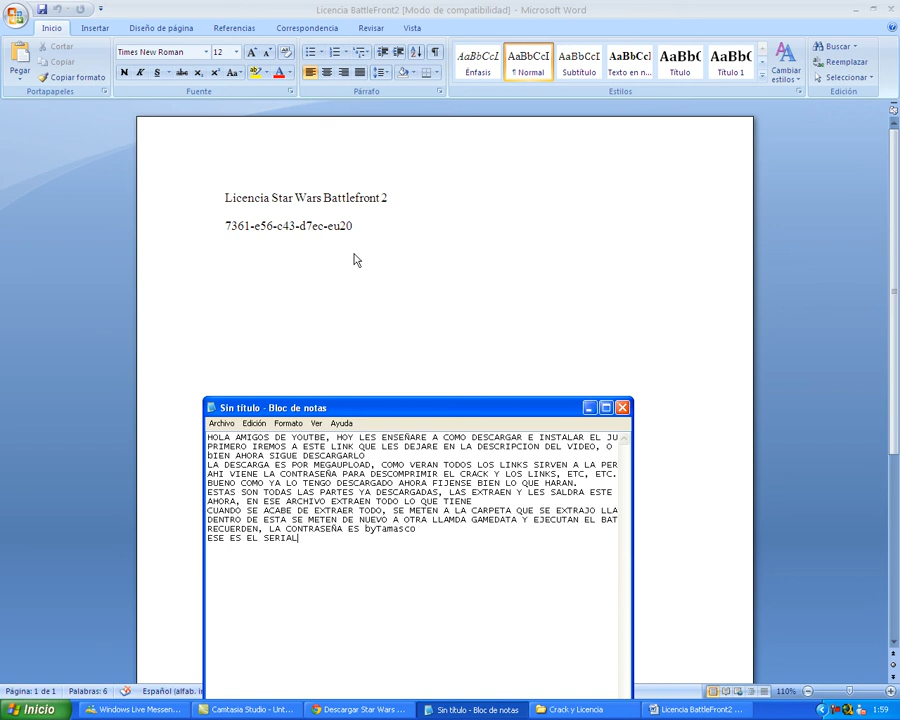 Licencia BattleFront2 [Modo de compatibilidad] - Microsoft Word
Inicio Insertar Diseño de página Referencias Correspondencia Revisar Vista
Pegar
Cortar
Copiar
Copiar formato
Portapapeles
Times New Roman 12
N K S abc x₂ x² Aa
Fuente
Párrafo
AaBbCcI Énfasis
AaBbCcI ¶ Normal
AaBbCcI Subtítulo
AaBbCcI Texto en n...
AaBb( Título
AaBbC Título 1
Estilos
Cambiar estilos
Buscar
Reemplazar
Seleccionar
Edición
Licencia Star Wars Battlefront 2
7361-e56-c43-d7ec-eu20
Sin título - Bloc de notas
Archivo Edición Formato Ver Ayuda
HOLA AMIGOS DE YOUTBE, HOY LES ENSEÑARE A COMO DESCARGAR E INSTALAR EL JU
PRIMERO IREMOS A ESTE LINK QUE LES DEJARE EN LA DESCRIPCION DEL VIDEO, O
bIEN AHORA SIGUE DESCARGARLO
LA DESCARGA ES POR MEGAUPLOAD, COMO VERAN TODOS LOS LINKS SIRVEN A LA PER
AHI VIENE LA CONTRASEÑA PARA DESCOMPRIMIR EL CRACK Y LOS LINKS, ETC, ETC.
BUENO COMO YA LO TENGO DESCARGADO AHORA FIJENSE BIEN LO QUE HARAN.
ESTAS SON TODAS LAS PARTES YA DESCARGADAS, LAS EXTRAEN Y LES SALDRA ESTE
AHORA, EN ESE ARCHIVO EXTRAEN TODO LO QUE TIENE
CUANDO SE ACABE DE EXTRAER TODO, SE METEN A LA CARPETA QUE SE EXTRAJO LLA
DENTRO DE ESTA SE METEN DE NUEVO A OTRA LLAMDA GAMEDATA Y EJECUTAN EL BAT
RECUERDEN, LA CONTRASEÑA ES byTamasco
ESE ES EL SERIAL
Página: 1 de 1 Palabras: 6 Español (alfab. in 110%
Inicio Windows Live Messen... Camtasia Studio - Unt... Descargar Star Wars ... Sin título - Bloc de notas Crack y Licencia Licencia BattleFront2 ... 1:59